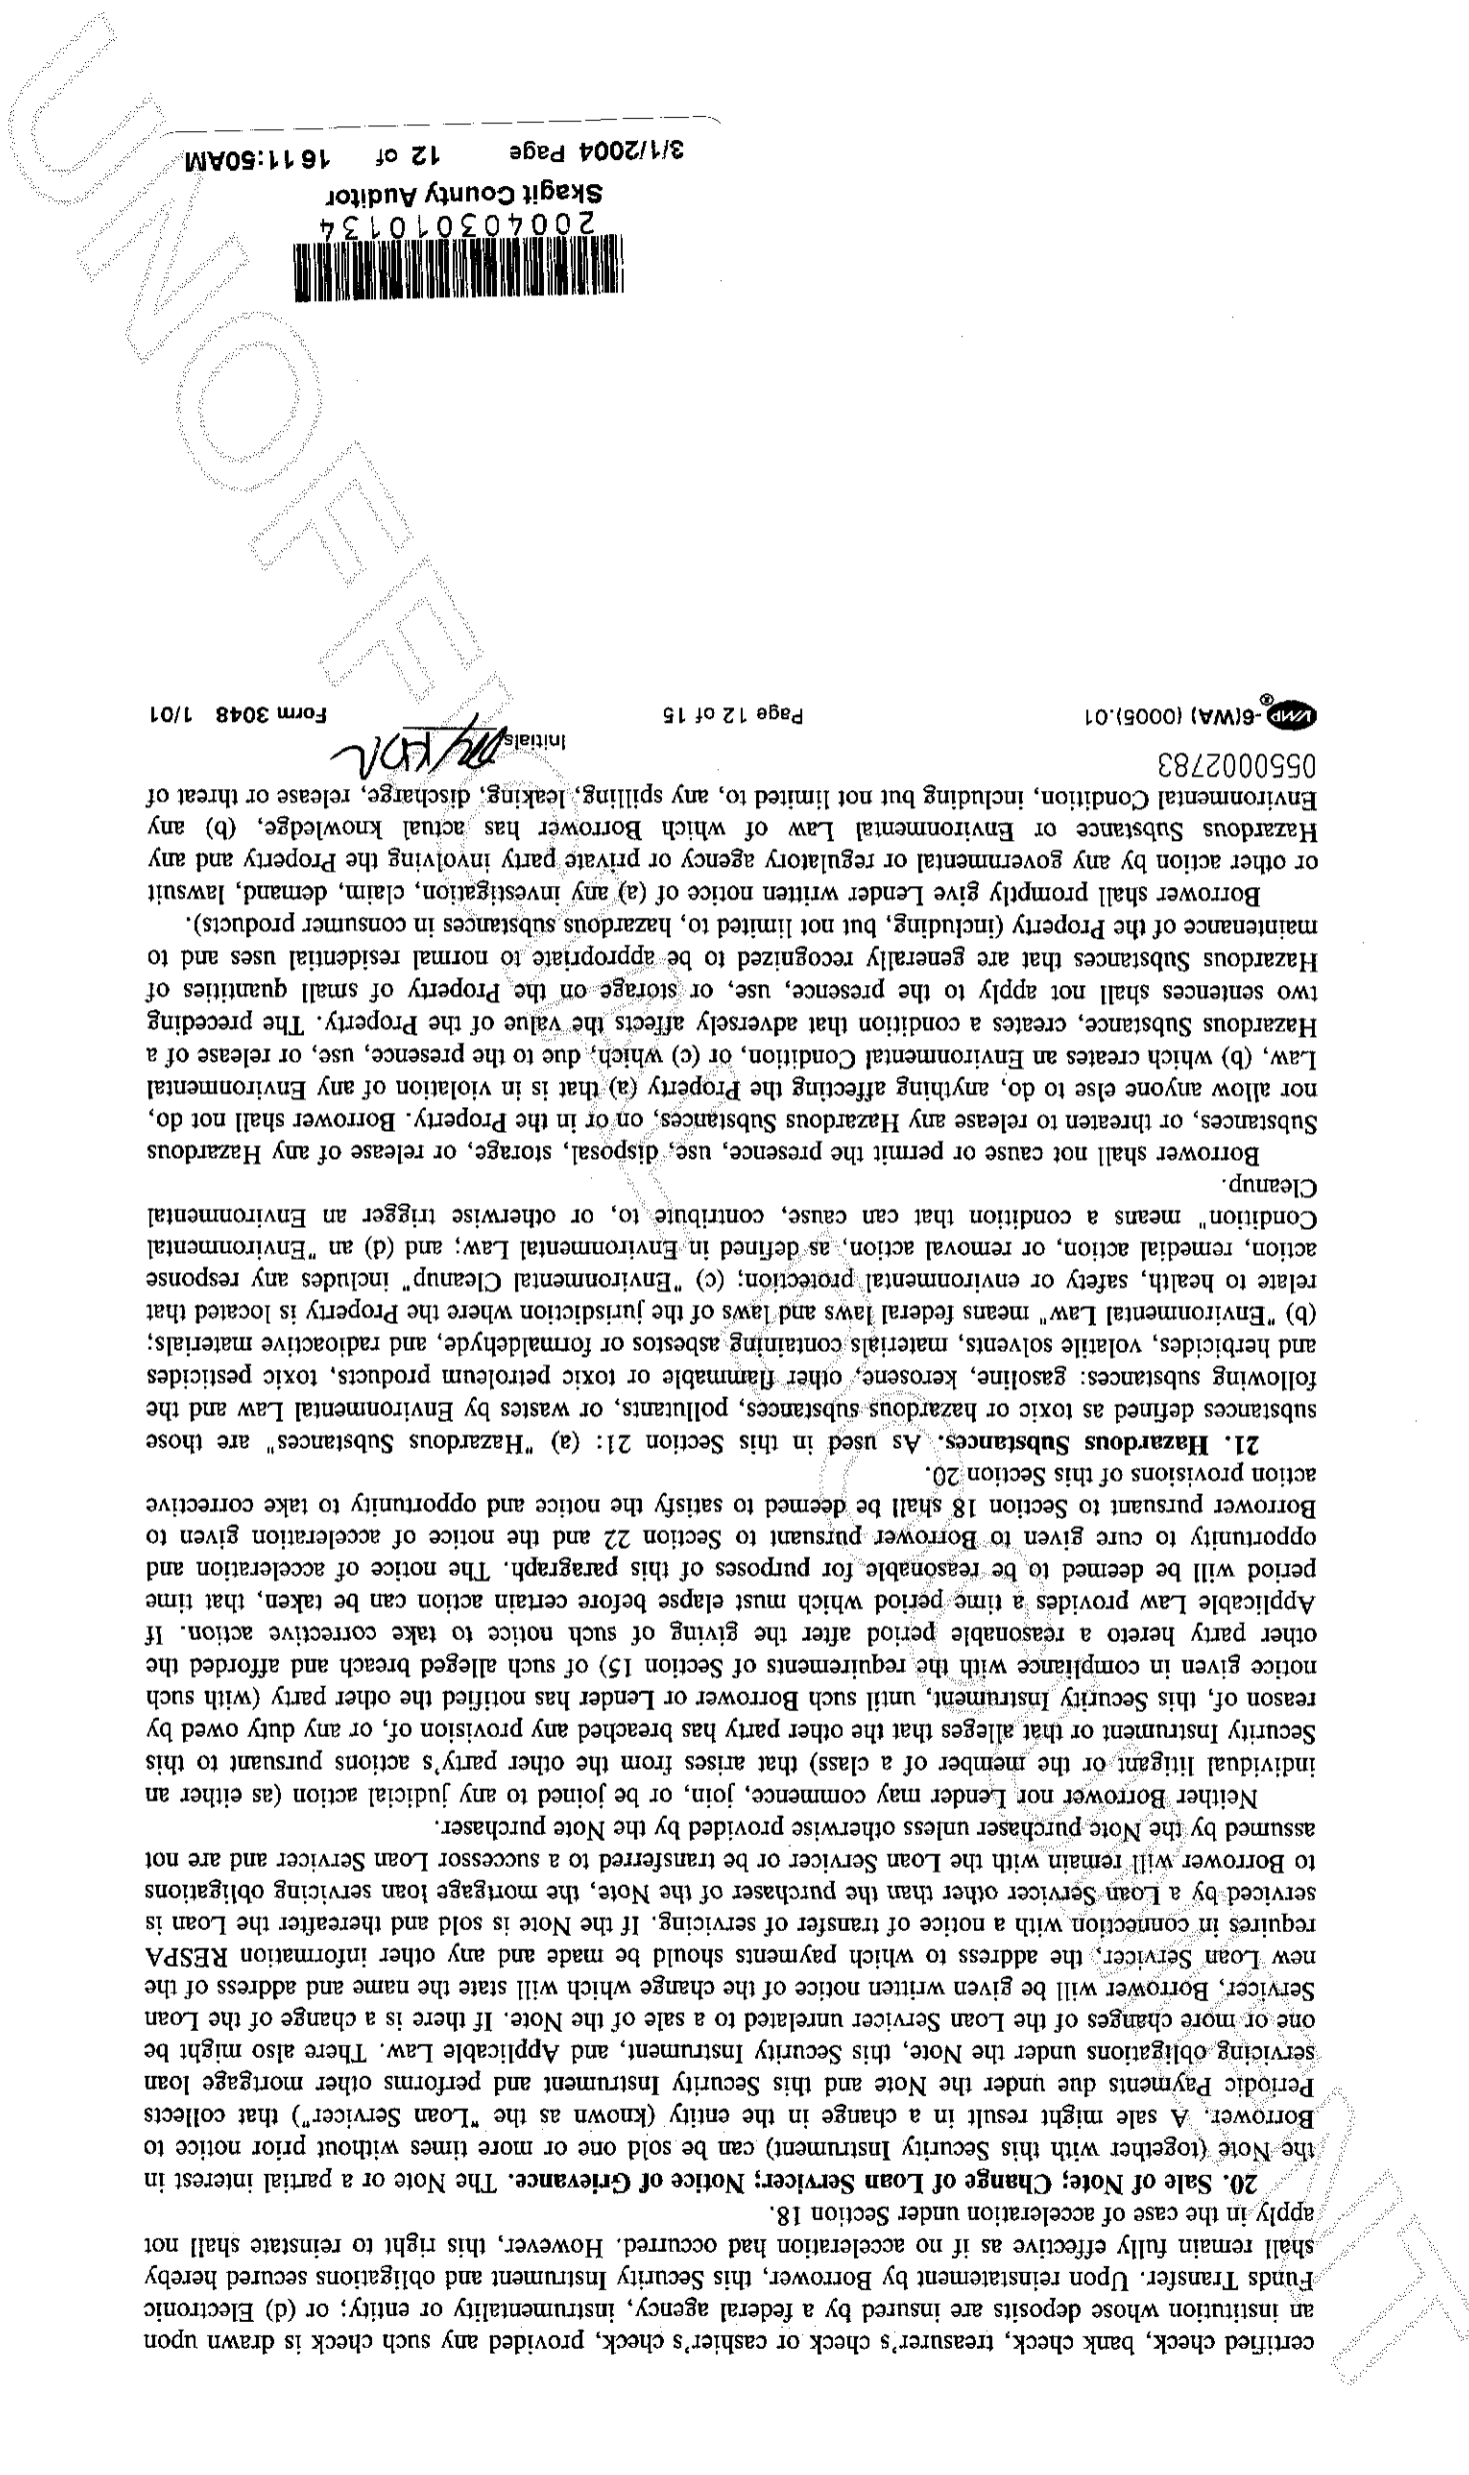 certified check, bank check, treasurer's check or cashier's check, provided any such check is drawn upon
an institution whose deposits are insured by a federal agency, instrumentality or entity; or (d) Electronic
Funds Transfer. Upon reinstatement by Borrower, this Security Instrument and obligations secured hereby
shall remain fully effective as if no acceleration had occurred. However, this right to reinstate shall not
apply in the case of acceleration under Section 18.
20. Sale of Note; Change of Loan Servicer; Notice of Grievance. The Note or a partial interest in
the Note (together with this Security Instrument) can be sold one or more times without prior notice to
Borrower. A sale might result in a change in the entity (known as the "Loan Servicer") that collects
Periodic Payments due under the Note and this Security Instrument and performs other mortgage loan
servicing obligations under the Note, this Security Instrument, and Applicable Law. There also might be
one or more changes of the Loan Servicer unrelated to a sale of the Note. If there is a change of the Loan
Servicer, Borrower will be given written notice of the change which will state the name and address of the
new Loan Servicer, the address to which payments should be made and any other information RESPA
requires in connection with a notice of transfer of servicing. If the Note is sold and thereafter the Loan is
serviced by a Loan Servicer other than the purchaser of the Note, the mortgage loan servicing obligations
to Borrower will remain with the Loan Servicer or be transferred to a successor Loan Servicer and are not
assumed by the Note purchaser unless otherwise provided by the Note purchaser.
Neither Borrower nor Lender may commence, join, or be joined to any judicial action (as either an
individual litigant or the member of a class) that arises from the other party's actions pursuant to this
Security Instrument or that alleges that the other party has breached any provision of, or any duty owed by
reason of, this Security Instrument, until such Borrower or Lender has notified the other party (with such
notice given in compliance with the requirements of Section 15) of such alleged breach and afforded the
other party hereto a reasonable period after the giving of such notice to take corrective action. If
Applicable Law provides a time period which must elapse before certain action can be taken, that time
period will be deemed to be reasonable for purposes of this paragraph. The notice of acceleration and
opportunity to cure given to Borrower pursuant to Section 22 and the notice of acceleration given to
Borrower pursuant to Section 18 shall be deemed to satisfy the notice and opportunity to take corrective
action provisions of this Section 20.
21. Hazardous Substances. As used in this Section 21: (a) "Hazardous Substances" are those
substances defined as toxic or hazardous substances, pollutants, or wastes by Environmental Law and the
following substances: gasoline, kerosene, other flammable or toxic petroleum products, toxic pesticides
and herbicides, volatile solvents, materials containing asbestos or formaldehyde, and radioactive materials;
(b) "Environmental Law" means federal laws and laws of the jurisdiction where the Property is located that
relate to health, safety or environmental protection; (c) "Environmental Cleanup" includes any response
action, remedial action, or removal action, as defined in Environmental Law; and (d) an "Environmental
Condition" means a condition that can cause, contribute to, or otherwise trigger an Environmental
Cleanup.
Borrower shall not cause or permit the presence, use, disposal, storage, or release of any Hazardous
Substances, or threaten to release any Hazardous Substances, on or in the Property. Borrower shall not do,
nor allow anyone else to do, anything affecting the Property (a) that is in violation of any Environmental
Law, (b) which creates an Environmental Condition, or (c) which, due to the presence, use, or release of a
Hazardous Substance, creates a condition that adversely affects the value of the Property. The preceding
two sentences shall not apply to the presence, use, or storage on the Property of small quantities of
Hazardous Substances that are generally recognized to be appropriate to normal residential uses and to
maintenance of the Property (including, but not limited to, hazardous substances in consumer products).
Borrower shall promptly give Lender written notice of (a) any investigation, claim, demand, lawsuit
or other action by any governmental or regulatory agency or private party involving the Property and any
Hazardous Substance or Environmental Law of which Borrower has actual knowledge, (b) any
Environmental Condition, including but not limited to, any spilling, leaking, discharge, release or threat of
0550002783
Initials
VMP®-6(WA) (0005).01 Page 12 of 15 Form 3048 1/01
200403010134
Skagit County Auditor
3/1/2004 Page 12 of 16 11:50AM
UNOFFICIAL DOCUMENT